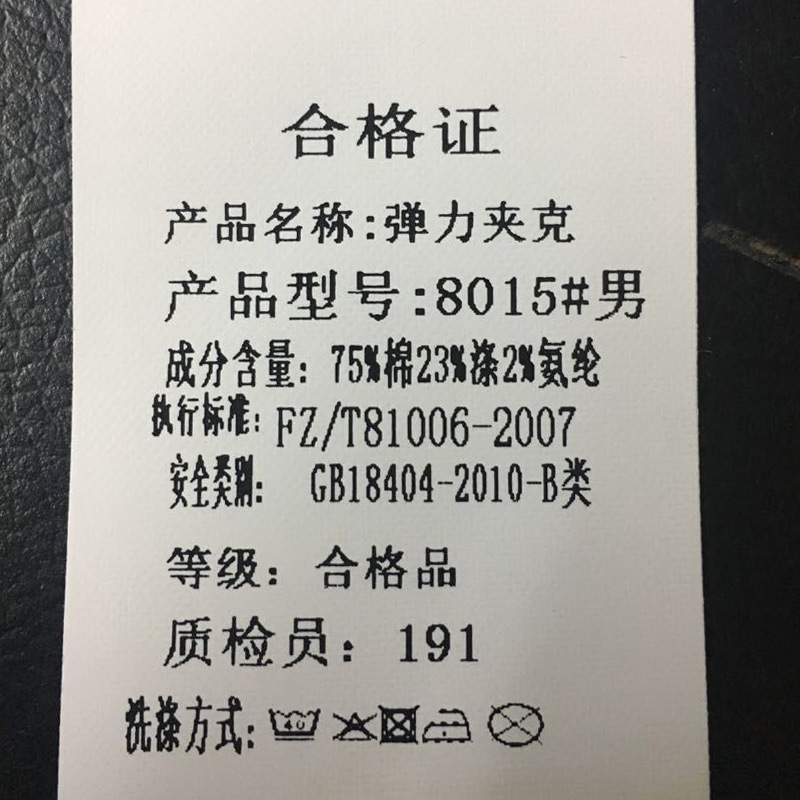 合格证
产品名称:弹力夹克
产品型号:8015#男
成分含量: 75%棉23%涤2%氨纶
执行标准: FZ/T81006-2007
安全类别: GB18404-2010-B类
等级: 合格品
质检员: 191
洗涤方式: 40